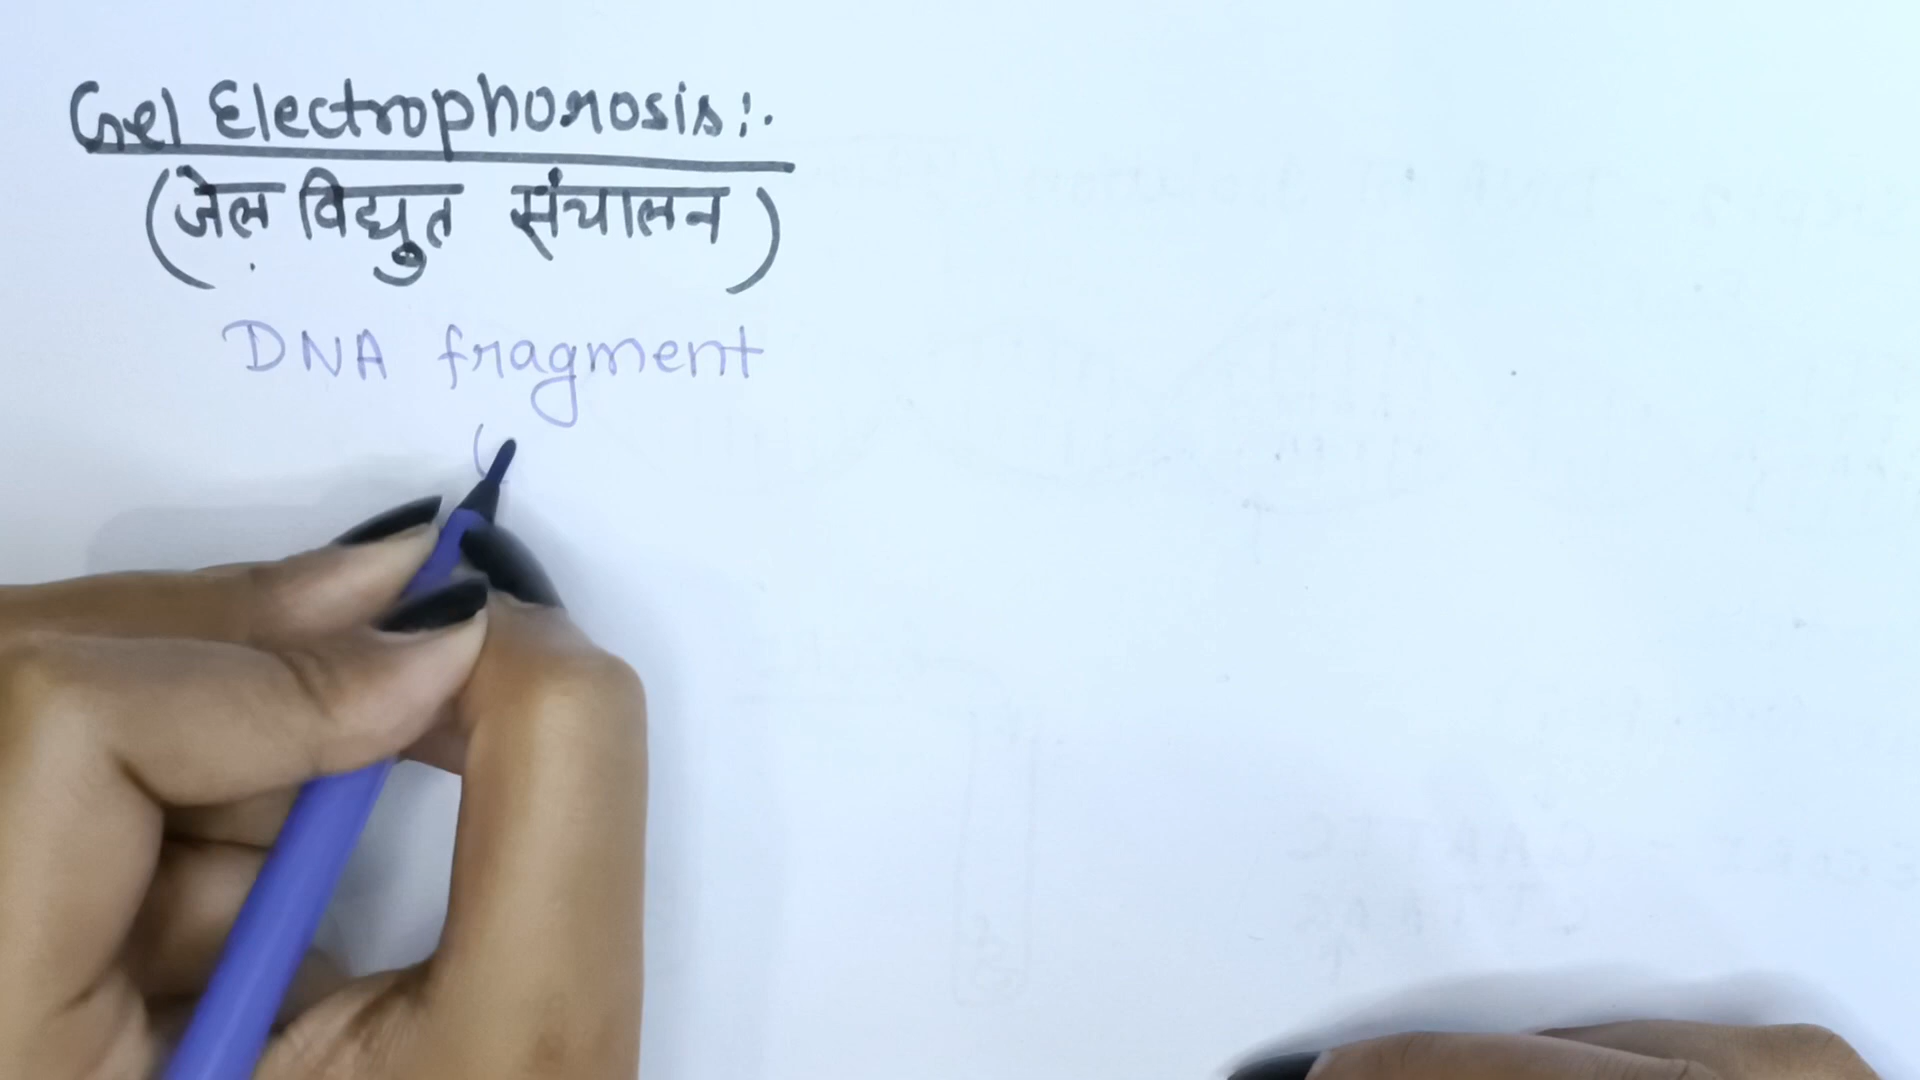 Gel Electrophorosis:-
(जेल विद्युत संचालन)
DNA fragment
(